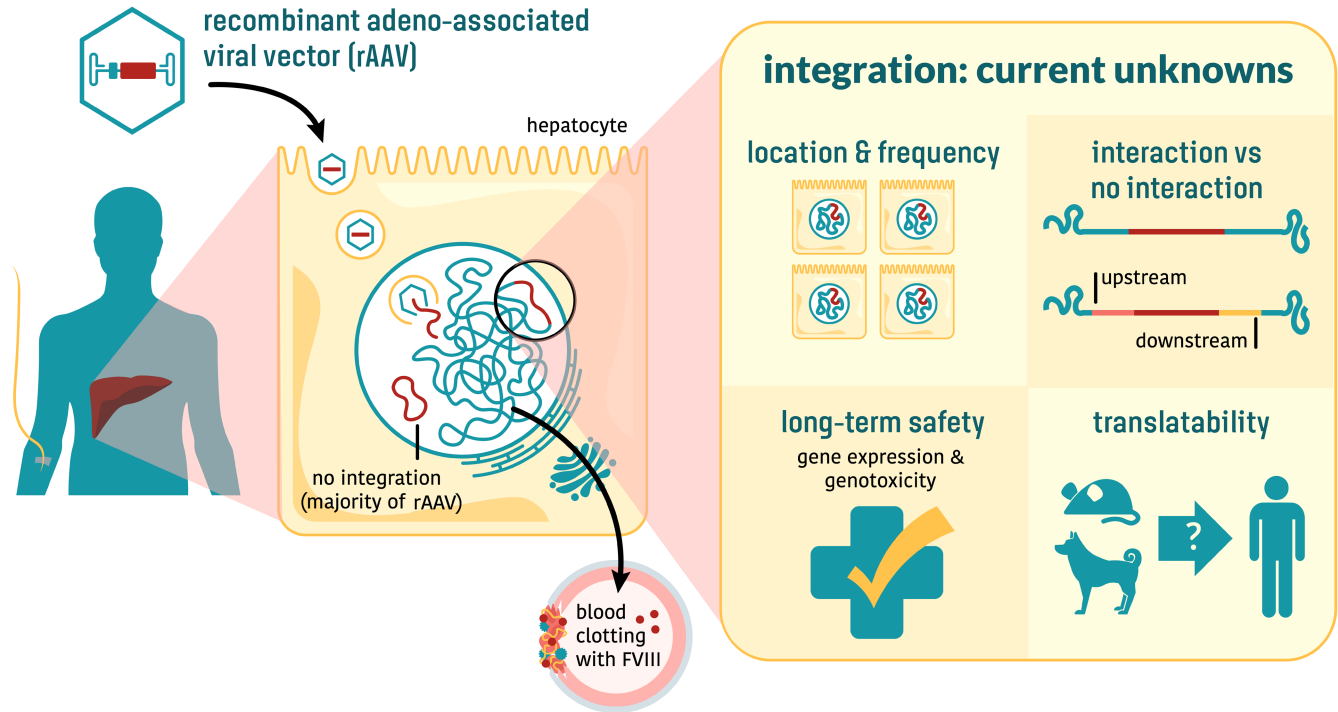 recombinant adeno-associated
viral vector (rAAV)
hepatocyte
no integration
(majority of rAAV)
blood
clotting
with FVIII
integration: current unknowns
location & frequency
interaction vs
no interaction
upstream
downstream
long-term safety
gene expression &
genotoxicity
translatability
?